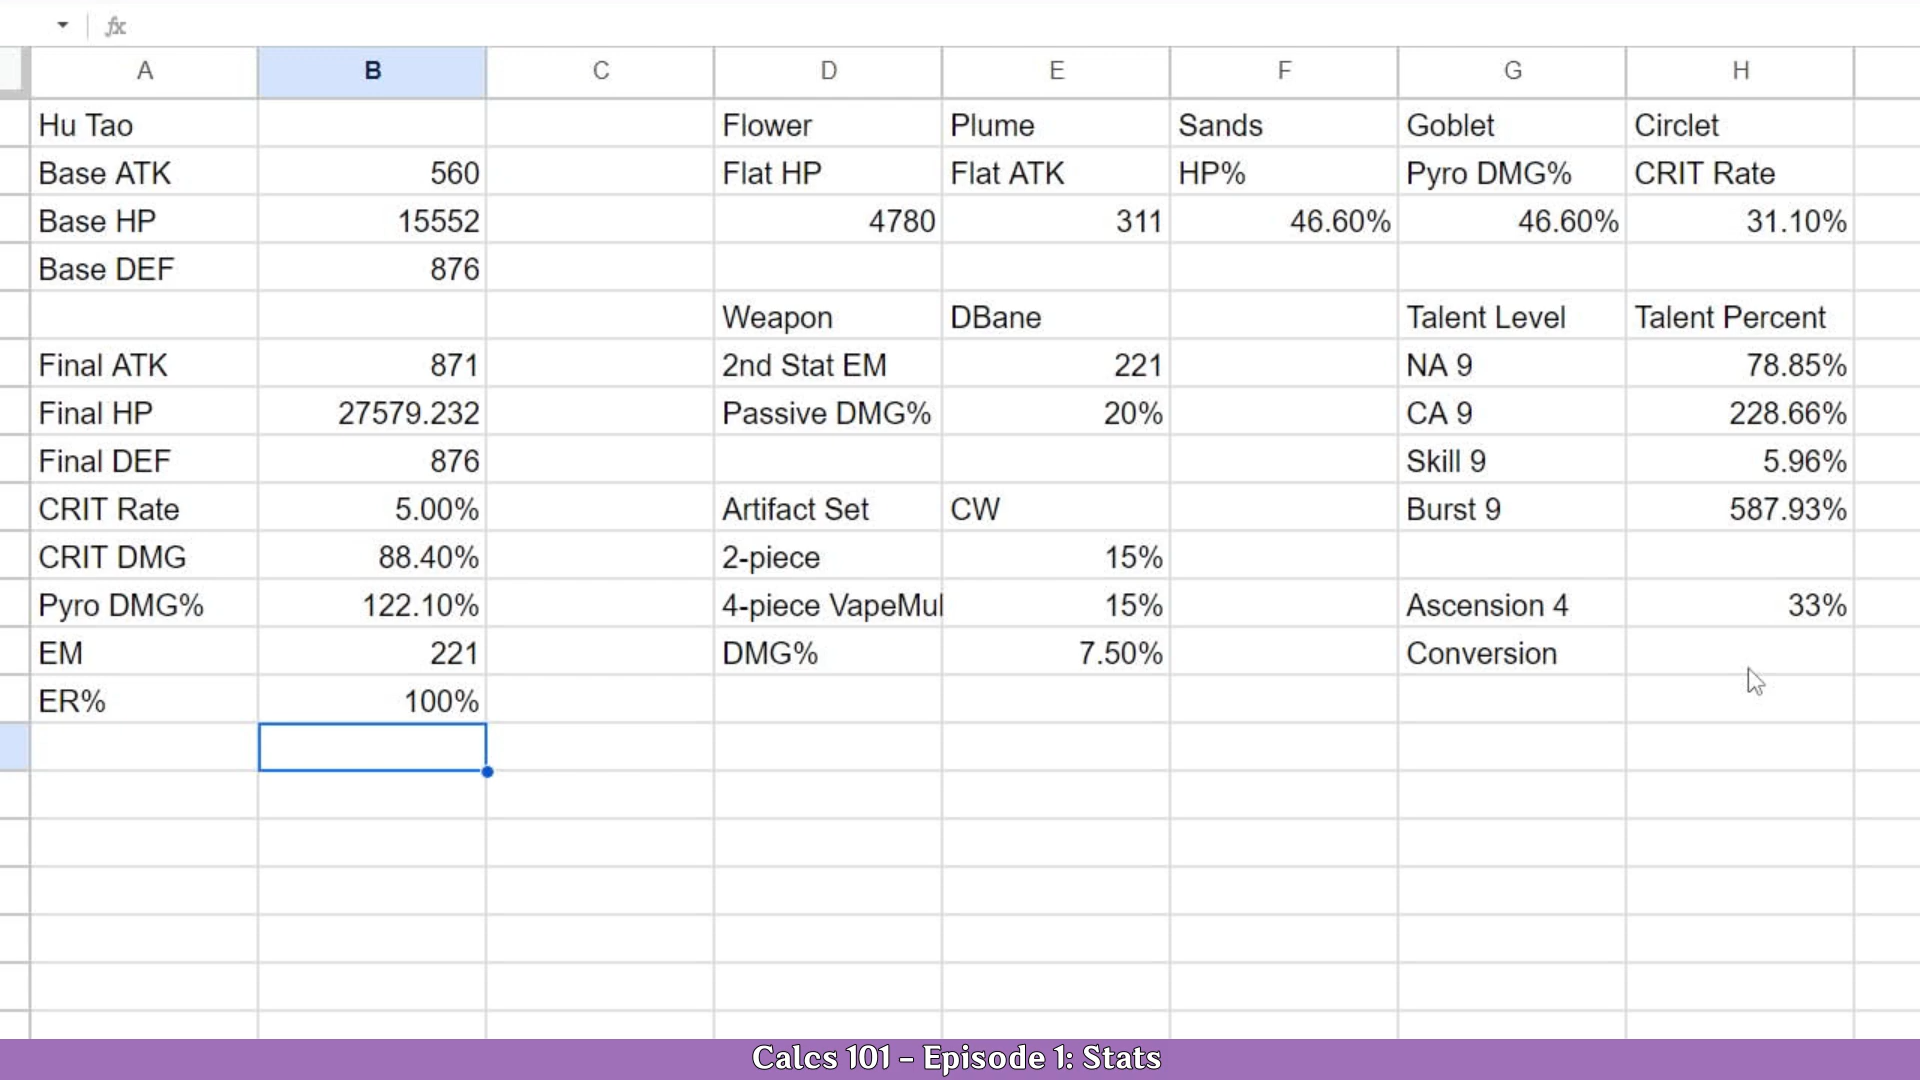 fx
A B C D E F G H
Hu Tao Flower Plume Sands Goblet Circlet
Base ATK 560 Flat HP Flat ATK HP% Pyro DMG% CRIT Rate
Base HP 15552 4780 311 46.60% 46.60% 31.10%
Base DEF 876
Weapon DBane Talent Level Talent Percent
Final ATK 871 2nd Stat EM 221 NA 9 78.85%
Final HP 27579.232 Passive DMG% 20% CA 9 228.66%
Final DEF 876 Skill 9 5.96%
CRIT Rate 5.00% Artifact Set CW Burst 9 587.93%
CRIT DMG 88.40% 2-piece 15%
Pyro DMG% 122.10% 4-piece VapeMul 15% Ascension 4 33%
EM 221 DMG% 7.50% Conversion
ER% 100%
Calcs 101 - Episode 1: Stats